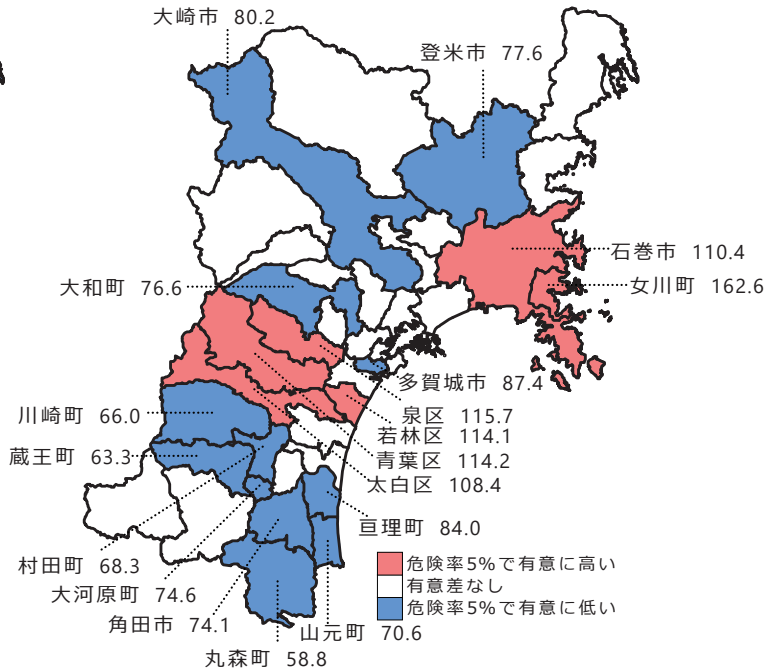 大崎市 80.2
登米市 77.6
石巻市 110.4
女川町 162.6
大和町 76.6
多賀城市 87.4
泉区 115.7
若林区 114.1
青葉区 114.2
太白区 108.4
川崎町 66.0
蔵王町 63.3
亘理町 84.0
村田町 68.3
大河原町 74.6
角田市 74.1
山元町 70.6
丸森町 58.8
危険率5%で有意に高い
有意差なし
危険率5%で有意に低い